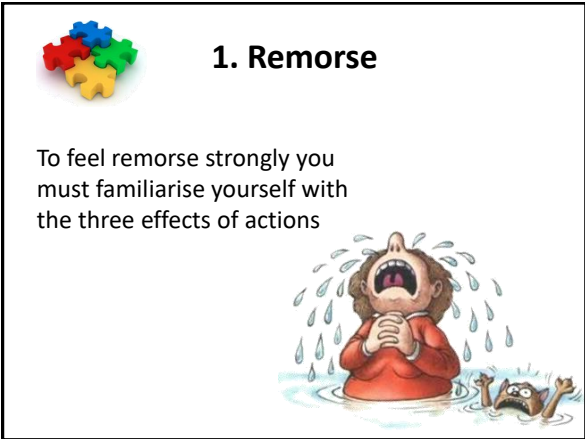 1. Remorse
To feel remorse strongly you
must familiarise yourself with
the three effects of actions